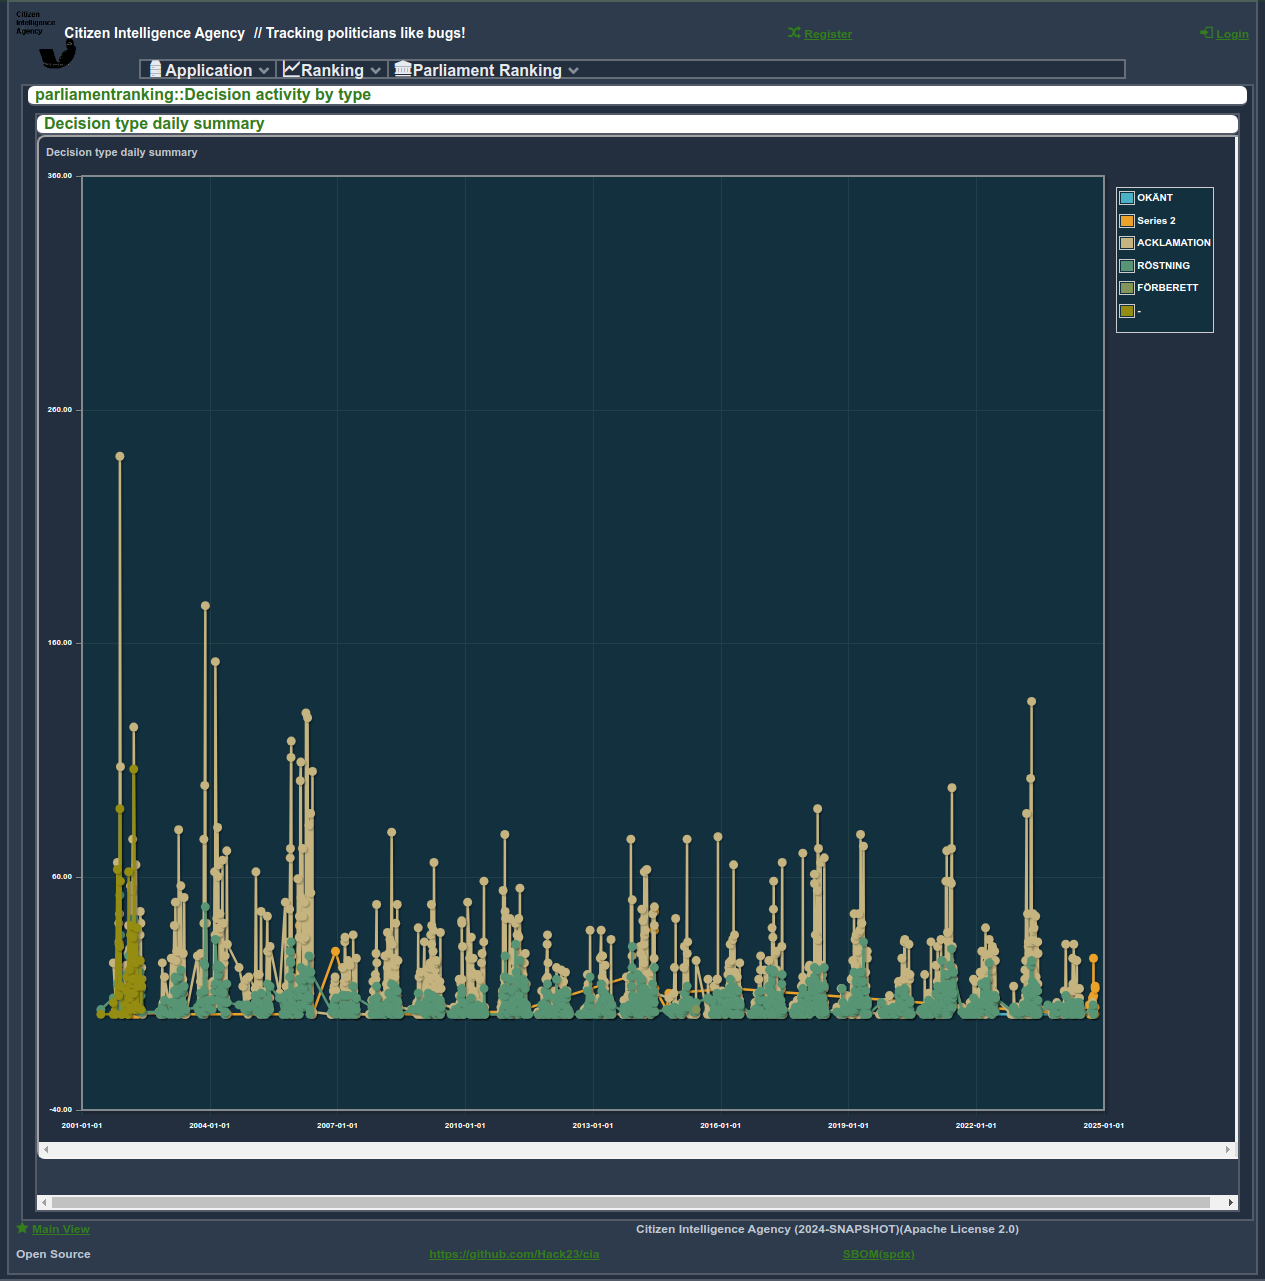 Citizen
Intelligence
Agency
Citizen Intelligence Agency // Tracking politicians like bugs!
Register
Login
Application
Ranking
Parliament Ranking
parliamentranking::Decision activity by type
Decision type daily summary
Decision type daily summary
360.00
260.00
160.00
60.00
-40.00
2001-01-01
2004-01-01
2007-01-01
2010-01-01
2013-01-01
2016-01-01
2019-01-01
2022-01-01
2025-01-01
OKÄNT
Series 2
ACKLAMATION
RÖSTNING
FÖRBERETT
-
Main View
Citizen Intelligence Agency (2024-SNAPSHOT)(Apache License 2.0)
Open Source
https://github.com/Hack23/cia
SBOM(spdx)